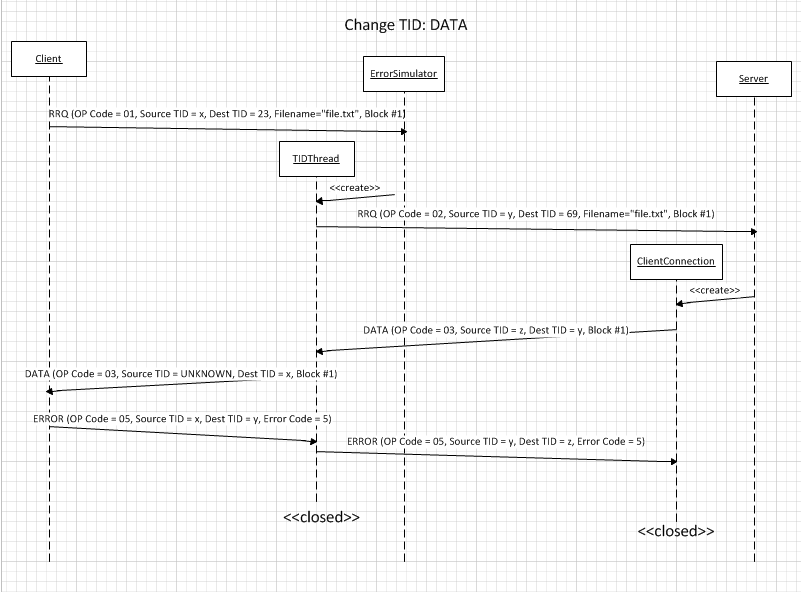 Change TID: DATA
Client
ErrorSimulator
Server
RRQ (OP Code = 01, Source TID = x, Dest TID = 23, Filename="file.txt", Block #1)
TIDThread
<<create>>
RRQ (OP Code = 02, Source TID = y, Dest TID = 69, Filename="file.txt", Block #1)
ClientConnection
<<create>>
DATA (OP Code = 03, Source TID = z, Dest TID = y, Block #1)
DATA (OP Code = 03, Source TID = UNKNOWN, Dest TID = x, Block #1)
ERROR (OP Code = 05, Source TID = x, Dest TID = y, Error Code = 5)
ERROR (OP Code = 05, Source TID = y, Dest TID = z, Error Code = 5)
<<closed>>
<<closed>>